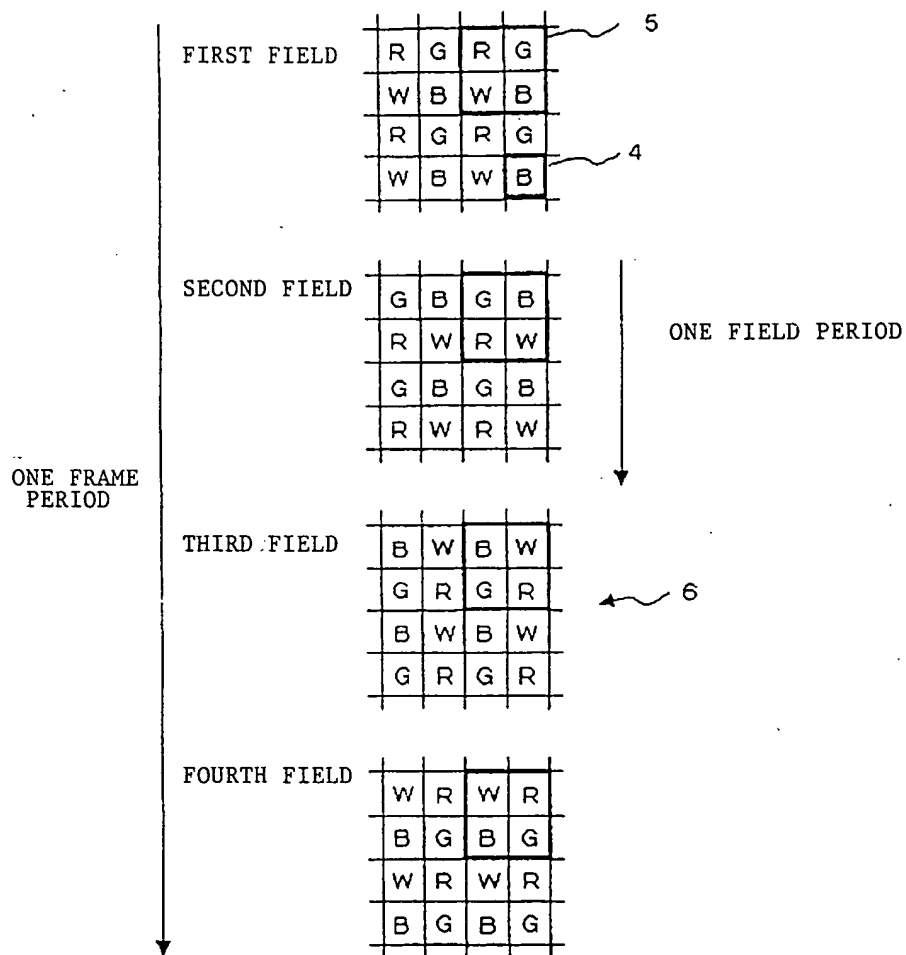 FIRST FIELD
R G R G
W B W B
R G R G
W B W B
5
4
SECOND FIELD
G B G B
R W R W
G B G B
R W R W
ONE FIELD PERIOD
ONE FRAME
PERIOD
THIRD FIELD
B W B W
G R G R
B W B W
G R G R
6
FOURTH FIELD
W R W R
B G B G
W R W R
B G B G